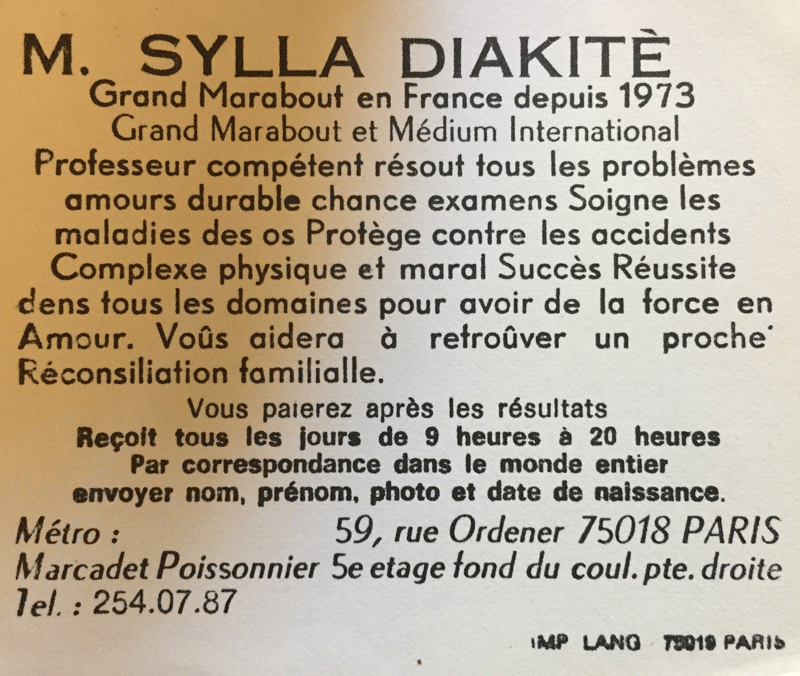 M. SYLLA DIAKITÈ
Grand Marabout en France depuis 1973
Grand Marabout et Médium International
Professeur compétent résout tous les problèmes
amours durable chance examens Soigne les
maladies des os Protège contre les accidents
Complexe physique et maral Succès Réussite
dens tous les domaines pour avoir de la force en
Amour. Voûs aidera à retroûver un proche
Réconsiliation familialle.
Vous paierez après les résultats
Reçoit tous les jours de 9 heures à 20 heures
Par correspondance dans le monde entier
envoyer nom, prénom, photo et date de naissance.
Métro : 59, rue Ordener 75018 PARIS
Marcadet Poissonnier 5e etage fond du coul. pte. droite
Tel. : 254.07.87
IMP LANG 75019 PARIS